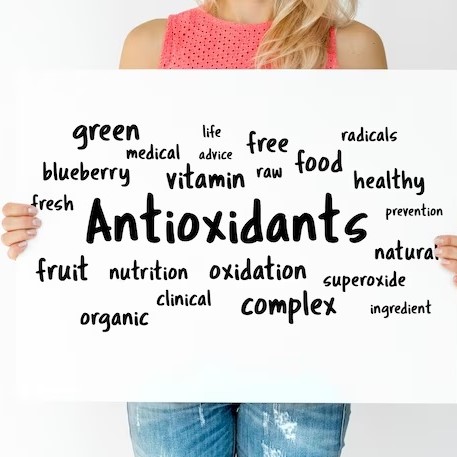 green life free radicals
medical advice
blueberry vitamin raw food healthy
fresh Antioxidants prevention
natural
fruit nutrition oxidation superoxide
clinical complex ingredient
organic